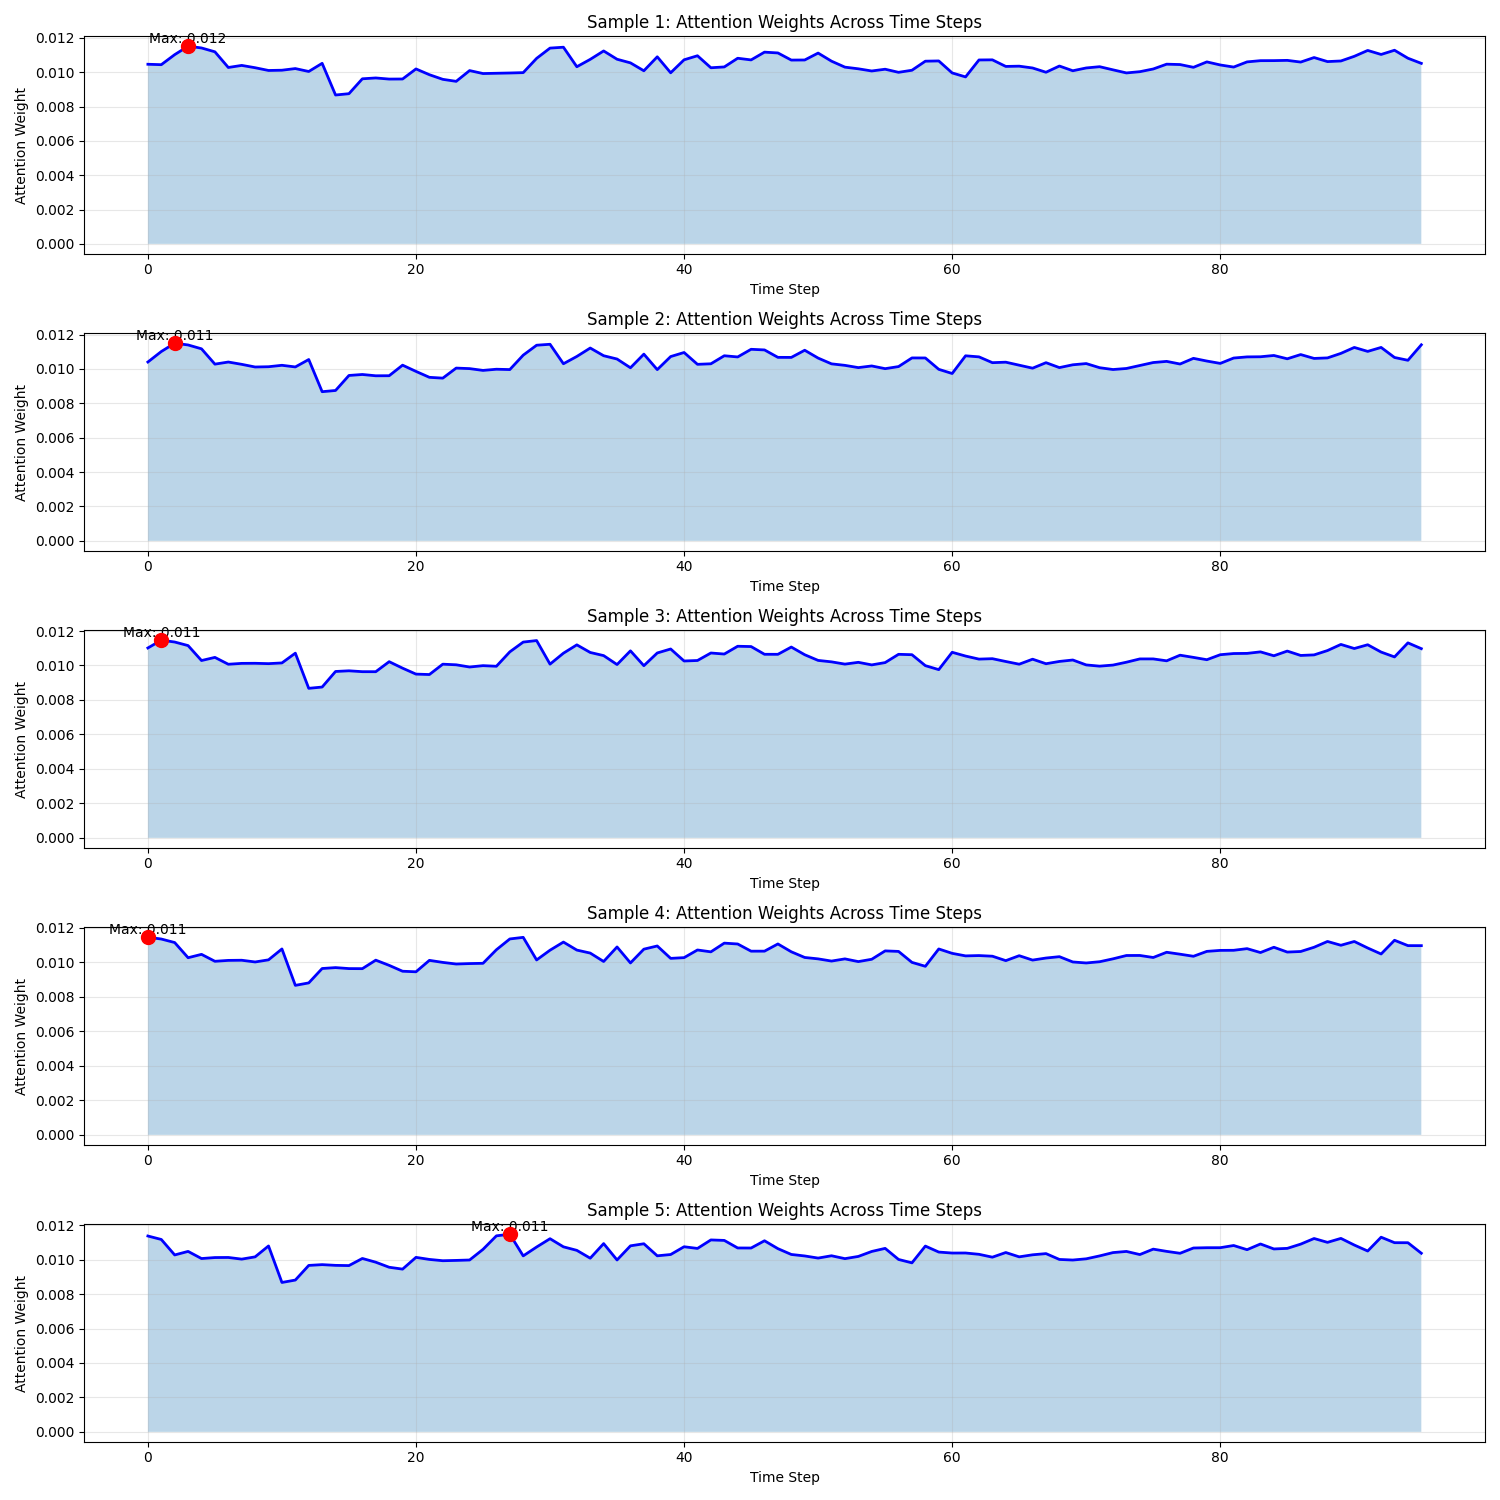 Sample 1: Attention Weights Across Time Steps
Max: 0.012
0.012
0.010
0.008
0.006
0.004
0.002
0.000
Attention Weight
0 20 40 60 80
Time Step
Sample 2: Attention Weights Across Time Steps
Max: 0.011
0.012
0.010
0.008
0.006
0.004
0.002
0.000
Attention Weight
0 20 40 60 80
Time Step
Sample 3: Attention Weights Across Time Steps
Max: 0.011
0.012
0.010
0.008
0.006
0.004
0.002
0.000
Attention Weight
0 20 40 60 80
Time Step
Sample 4: Attention Weights Across Time Steps
Max: 0.011
0.012
0.010
0.008
0.006
0.004
0.002
0.000
Attention Weight
0 20 40 60 80
Time Step
Sample 5: Attention Weights Across Time Steps
Max: 0.011
0.012
0.010
0.008
0.006
0.004
0.002
0.000
Attention Weight
0 20 40 60 80
Time Step